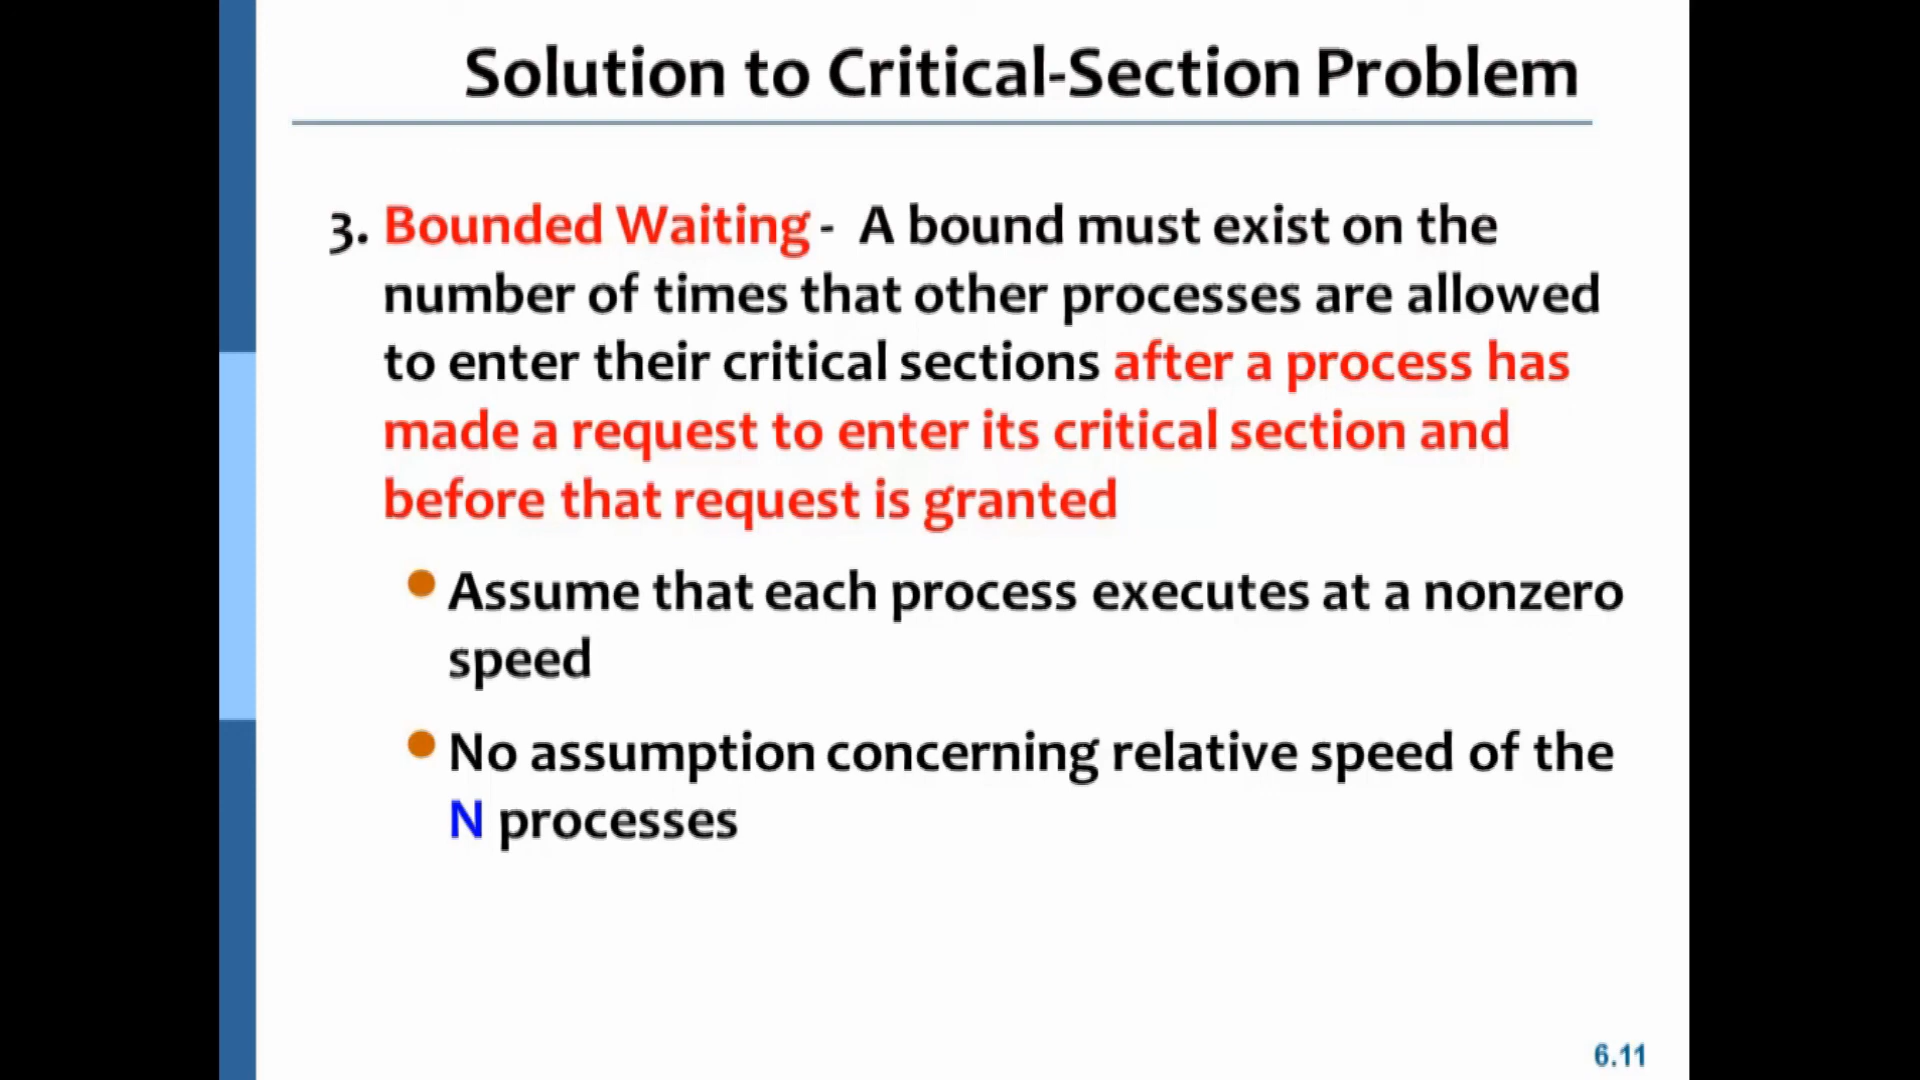 Solution to Critical-Section Problem
3. Bounded Waiting - A bound must exist on the
number of times that other processes are allowed
to enter their critical sections after a process has
made a request to enter its critical section and
before that request is granted
● Assume that each process executes at a nonzero
speed
● No assumption concerning relative speed of the
N processes
6.11